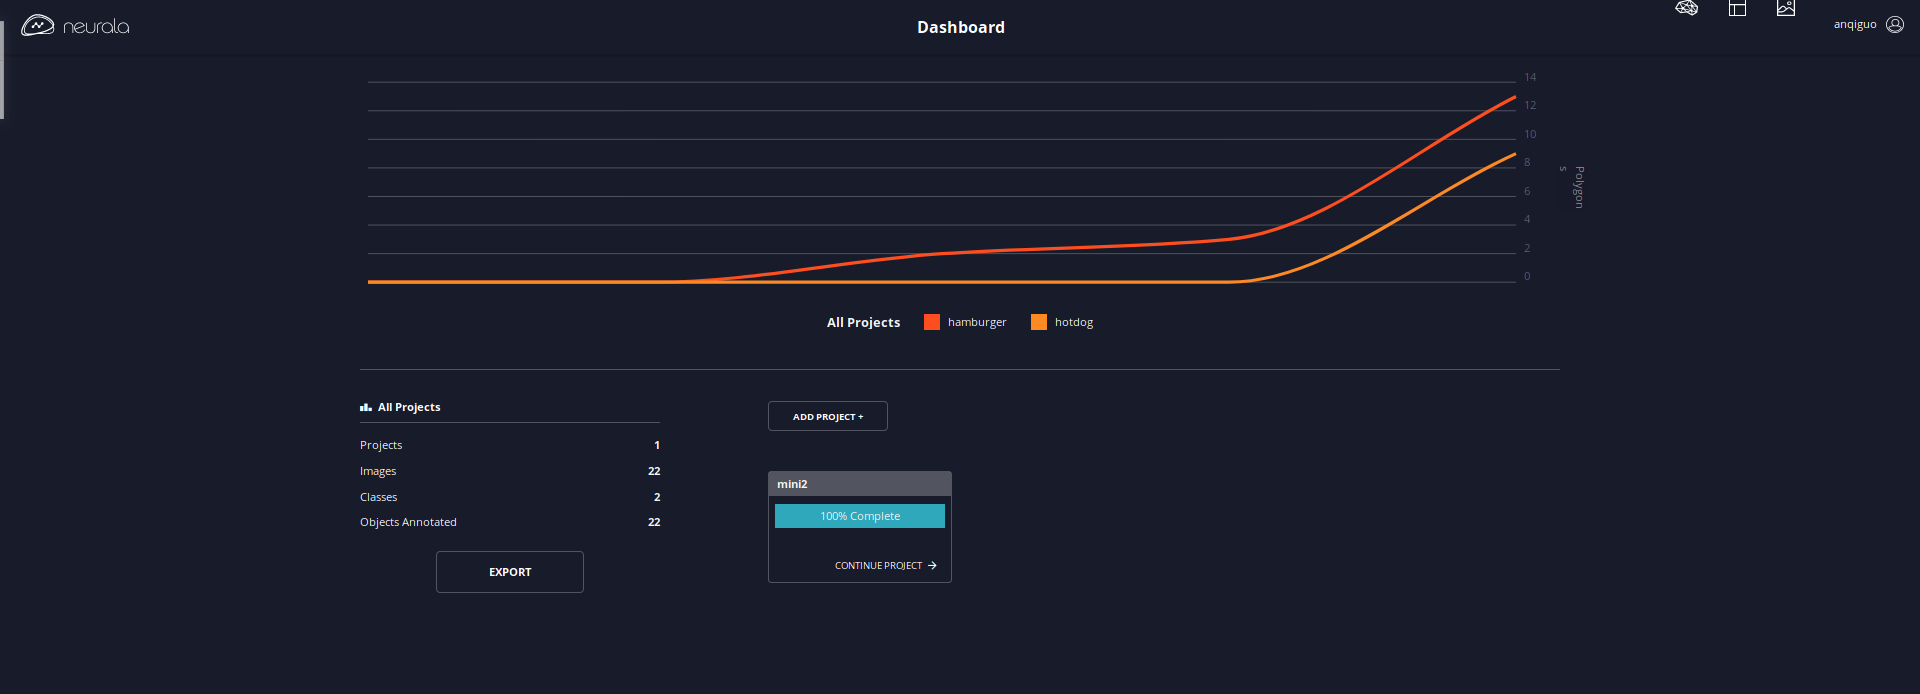 neurala
Dashboard
anqiguo
14
12
10
8
6
4
2
0
Polygon
s
All Projects hamburger hotdog
All Projects
Projects 1
Images 22
Classes 2
Objects Annotated 22
EXPORT
ADD PROJECT +
mini2
100% Complete
CONTINUE PROJECT →